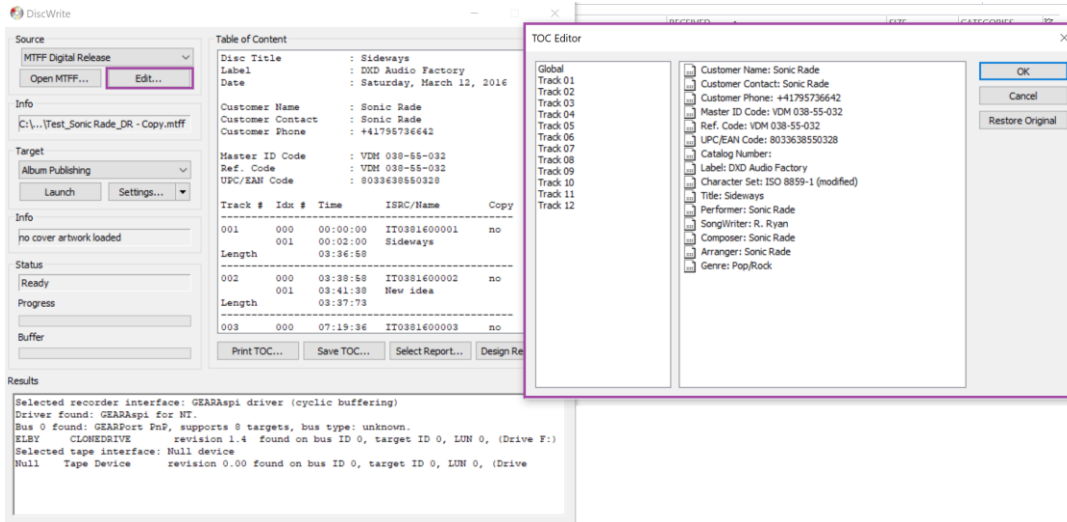 DiscWrite
Source
MTFF Digital Release
Open MTFF... Edit...
Info
C:\...\Test_Sonic Rade_DR - Copy.mtff
Target
Album Publishing
Launch Settings...
Info
no cover artwork loaded
Status
Ready
Progress
Buffer
Table of Content
Disc Title : Sideways
Label : DXD Audio Factory
Date : Saturday, March 12, 2016
Customer Name : Sonic Rade
Customer Contact : Sonic Rade
Customer Phone : +41795736642
Master ID Code : VDM 038-55-032
Ref. Code : VDM 038-55-032
UPC/EAN Code : 8033638550328
Track # Idx # Time ISRC/Name Copy
001 000 00:00:00 IT0381600001 no
001 00:02:00 Sideways
Length 03:36:58
002 000 03:38:58 IT0381600002 no
001 03:41:38 New idea
Length 03:37:73
003 000 07:19:36 IT0381600003 no
Print TOC... Save TOC... Select Report... Design Re
Results
Selected recorder interface: GEARAspi driver (cyclic buffering)
Driver found: GEARAspi for NT.
Bus 0 found: GEARPort PnP, supports 8 targets, bus type: unknown.
ELBY CLONEDRIVE revision 1.4 found on bus ID 0, target ID 0, LUN 0, (Drive F:)
Selected tape interface: Null device
Null Tape Device revision 0.00 found on bus ID 0, target ID 0, LUN 0, (Drive
RECEIVED SIZE CATEGORIES
TOC Editor
Global
Track 01
Track 02
Track 03
Track 04
Track 05
Track 06
Track 07
Track 08
Track 09
Track 10
Track 11
Track 12
Customer Name: Sonic Rade
Customer Contact: Sonic Rade
Customer Phone: +41795736642
Master ID Code: VDM 038-55-032
Ref. Code: VDM 038-55-032
UPC/EAN Code: 8033638550328
Catalog Number:
Label: DXD Audio Factory
Character Set: ISO 8859-1 (modified)
Title: Sideways
Performer: Sonic Rade
SongWriter: R. Ryan
Composer: Sonic Rade
Arranger: Sonic Rade
Genre: Pop/Rock
OK
Cancel
Restore Original